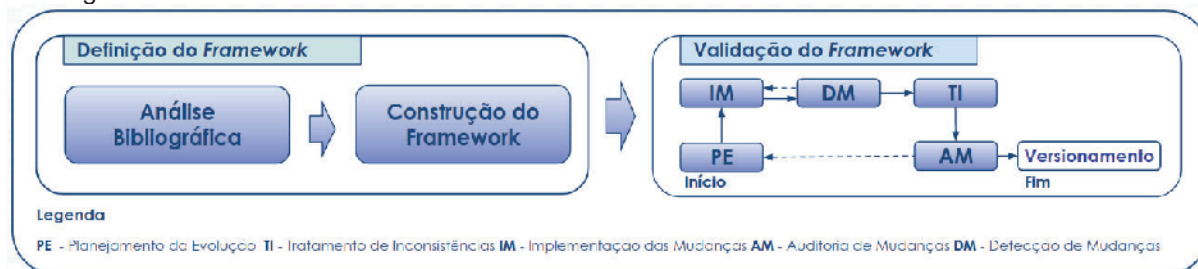 Definição do Framework
Análise
Bibliográfica
Construção do
Framework
Validação do Framework
IM
DM
TI
PE
AM
Versionamento
Início
Fim
Legenda
PE - Planejamento da Evolução TI - Tratamento de Inconsistências IM - Implementação das Mudanças AM - Auditoria de Mudanças DM - Detecção de Mudanças